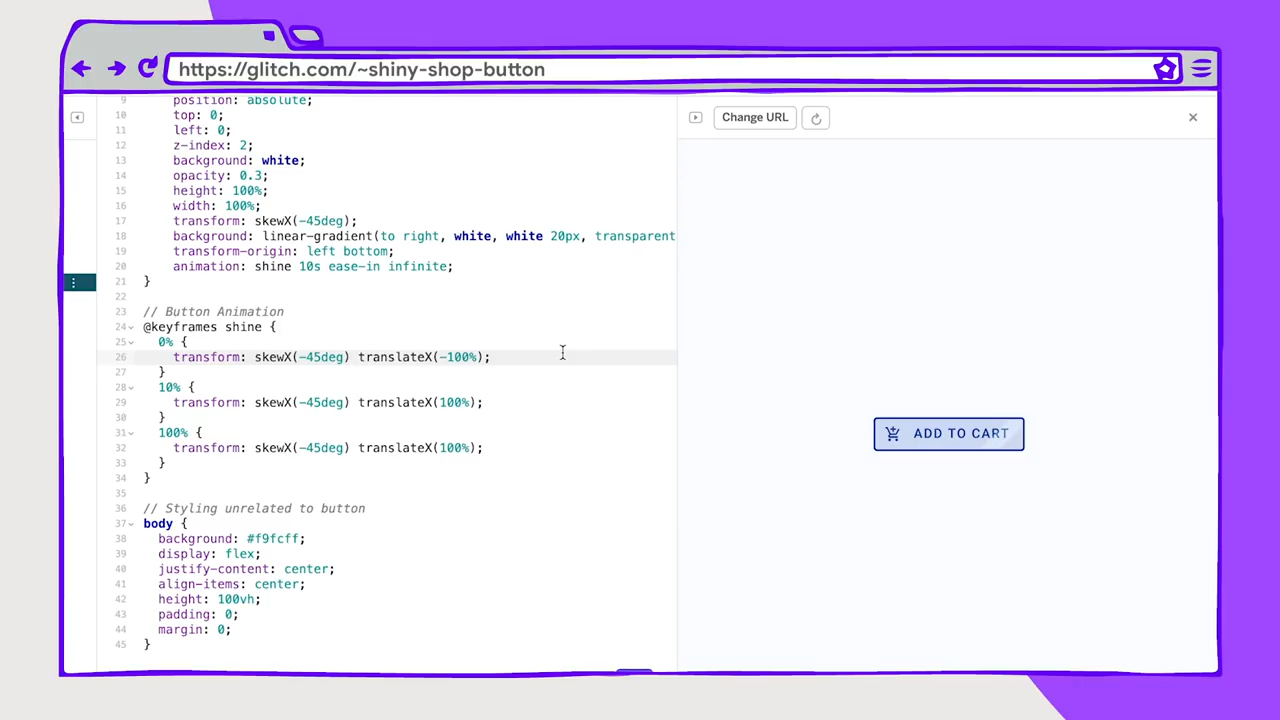 https://glitch.com/~shiny-shop-button
Change URL
9 position: absolute;
10 top: 0;
11 left: 0;
12 z-index: 2;
13 background: white;
14 opacity: 0.3;
15 height: 100%;
16 width: 100%;
17 transform: skewX(-45deg);
18 background: linear-gradient(to right, white, white 20px, transparent
19 transform-origin: left bottom;
20 animation: shine 10s ease-in infinite;
21 }
22
23 // Button Animation
24 @keyframes shine {
25 0% {
26 transform: skewX(-45deg) translateX(-100%);
27 }
28 10% {
29 transform: skewX(-45deg) translateX(100%);
30 }
31 100% {
32 transform: skewX(-45deg) translateX(100%);
33 }
34 }
35
36 // Styling unrelated to button
37 body {
38 background: #f9fcff;
39 display: flex;
40 justify-content: center;
41 align-items: center;
42 height: 100vh;
43 padding: 0;
44 margin: 0;
45 }
ADD TO CART